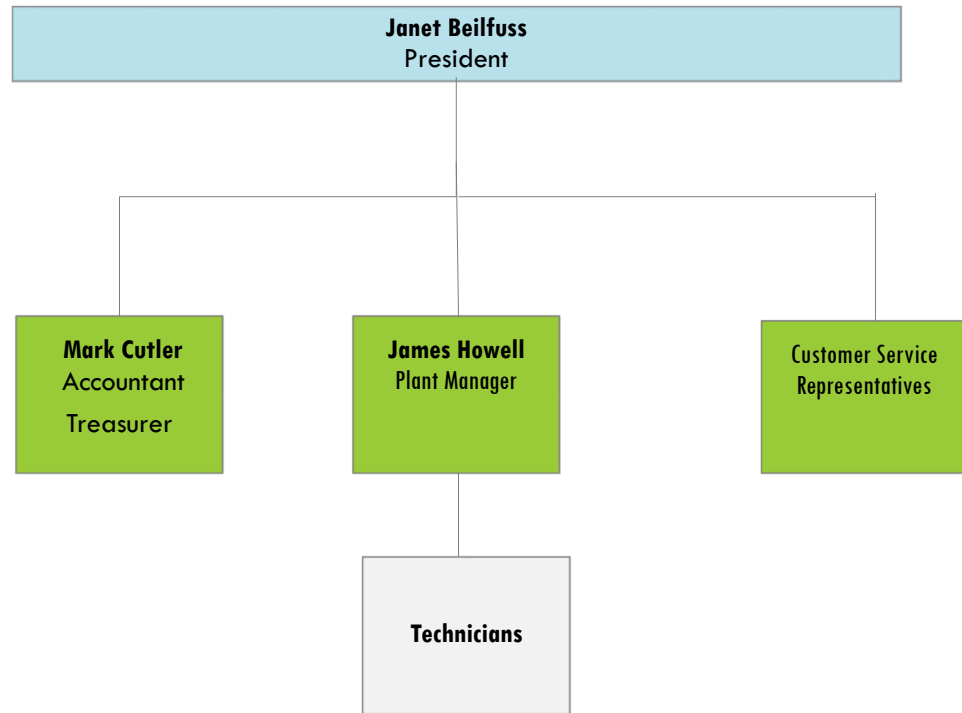 Janet Beilfuss
President
Mark Cutler
Accountant
Treasurer
James Howell
Plant Manager
Customer Service
Representatives
Technicians